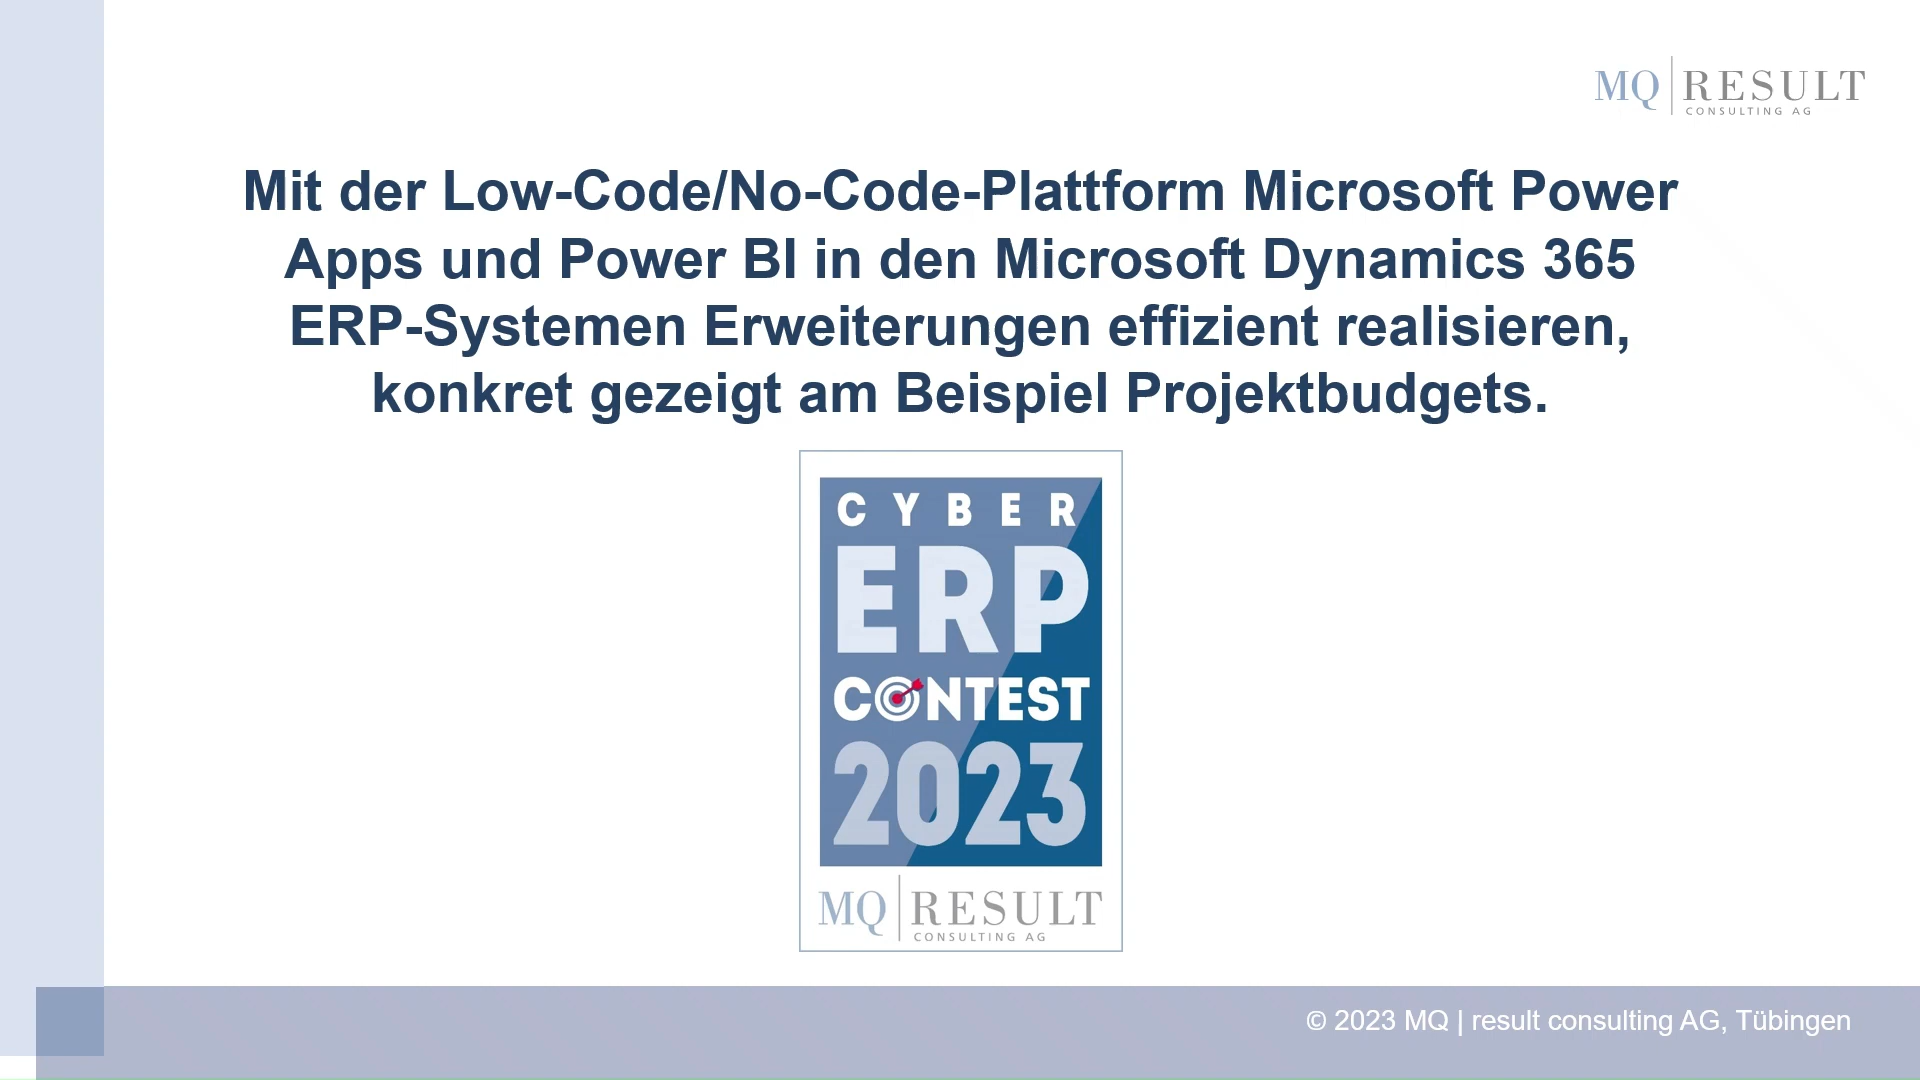 MQ | RESULT
CONSULTING AG
Mit der Low-Code/No-Code-Plattform Microsoft Power
Apps und Power BI in den Microsoft Dynamics 365
ERP-Systemen Erweiterungen effizient realisieren,
konkret gezeigt am Beispiel Projektbudgets.
CYBER
ERP
CONTEST
2023
MQ | RESULT
CONSULTING AG
© 2023 MQ | result consulting AG, Tübingen